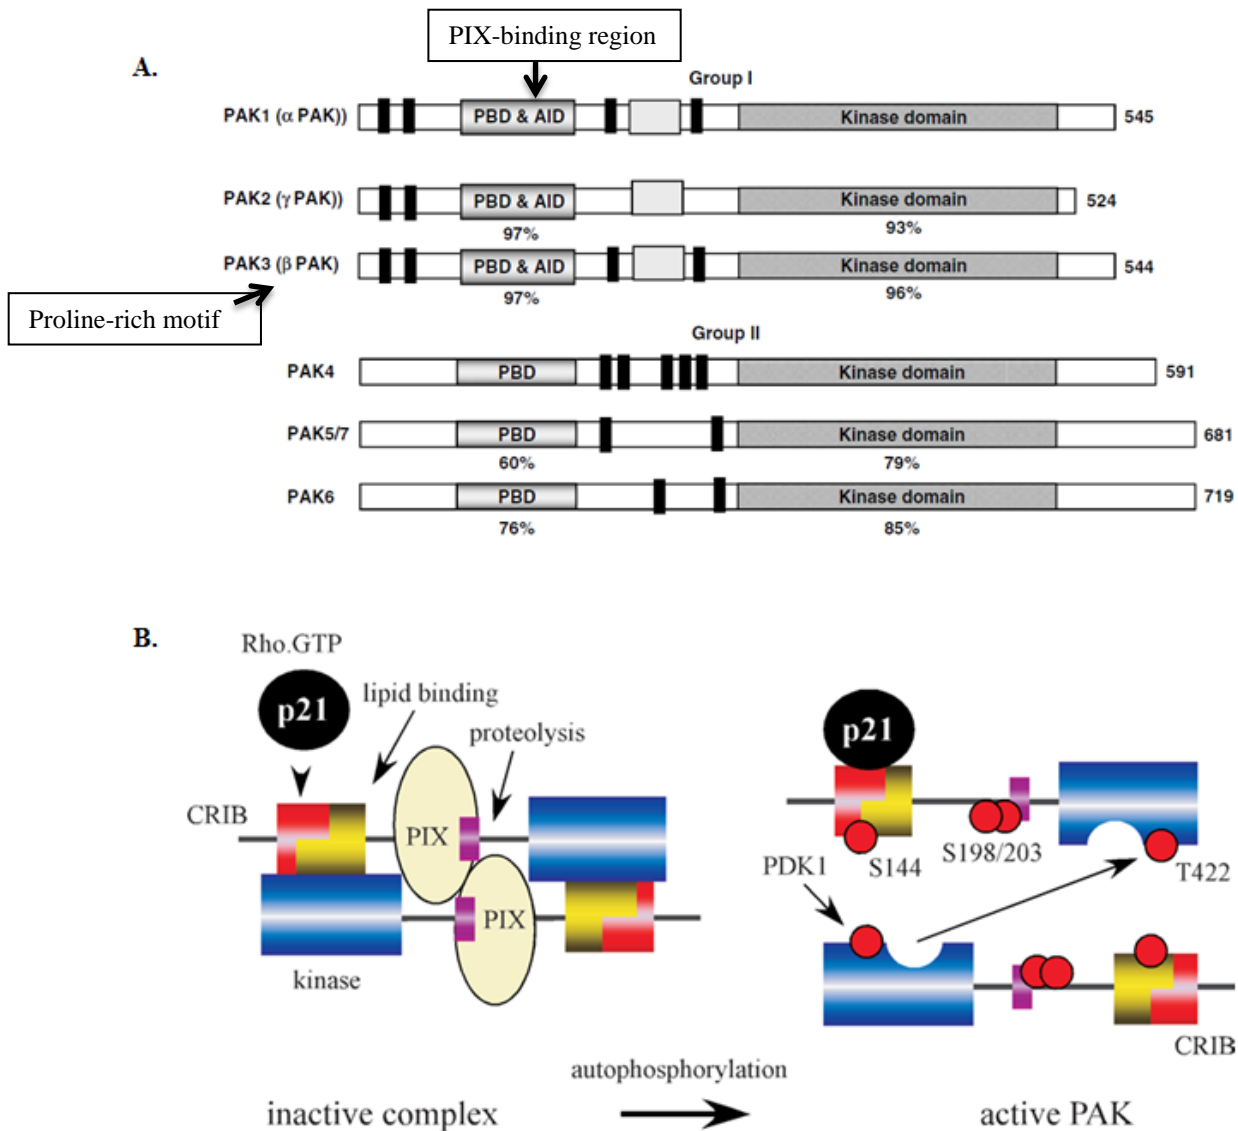 PIX-binding region
A.
Group I
PAK1 (α PAK)) PBD & AID Kinase domain 545
PAK2 (γ PAK)) PBD & AID Kinase domain 524
97% 93%
PAK3 (β PAK) PBD & AID Kinase domain 544
97% 96%
Proline-rich motif
Group II
PAK4 PBD Kinase domain 591
PAK5/7 PBD Kinase domain 681
60% 79%
PAK6 PBD Kinase domain 719
76% 85%
B.
Rho.GTP
p21
lipid binding
proteolysis
CRIB
PIX
PIX
kinase
p21
S144
S198/203
T422
PDK1
CRIB
autophosphorylation
inactive complex
active PAK